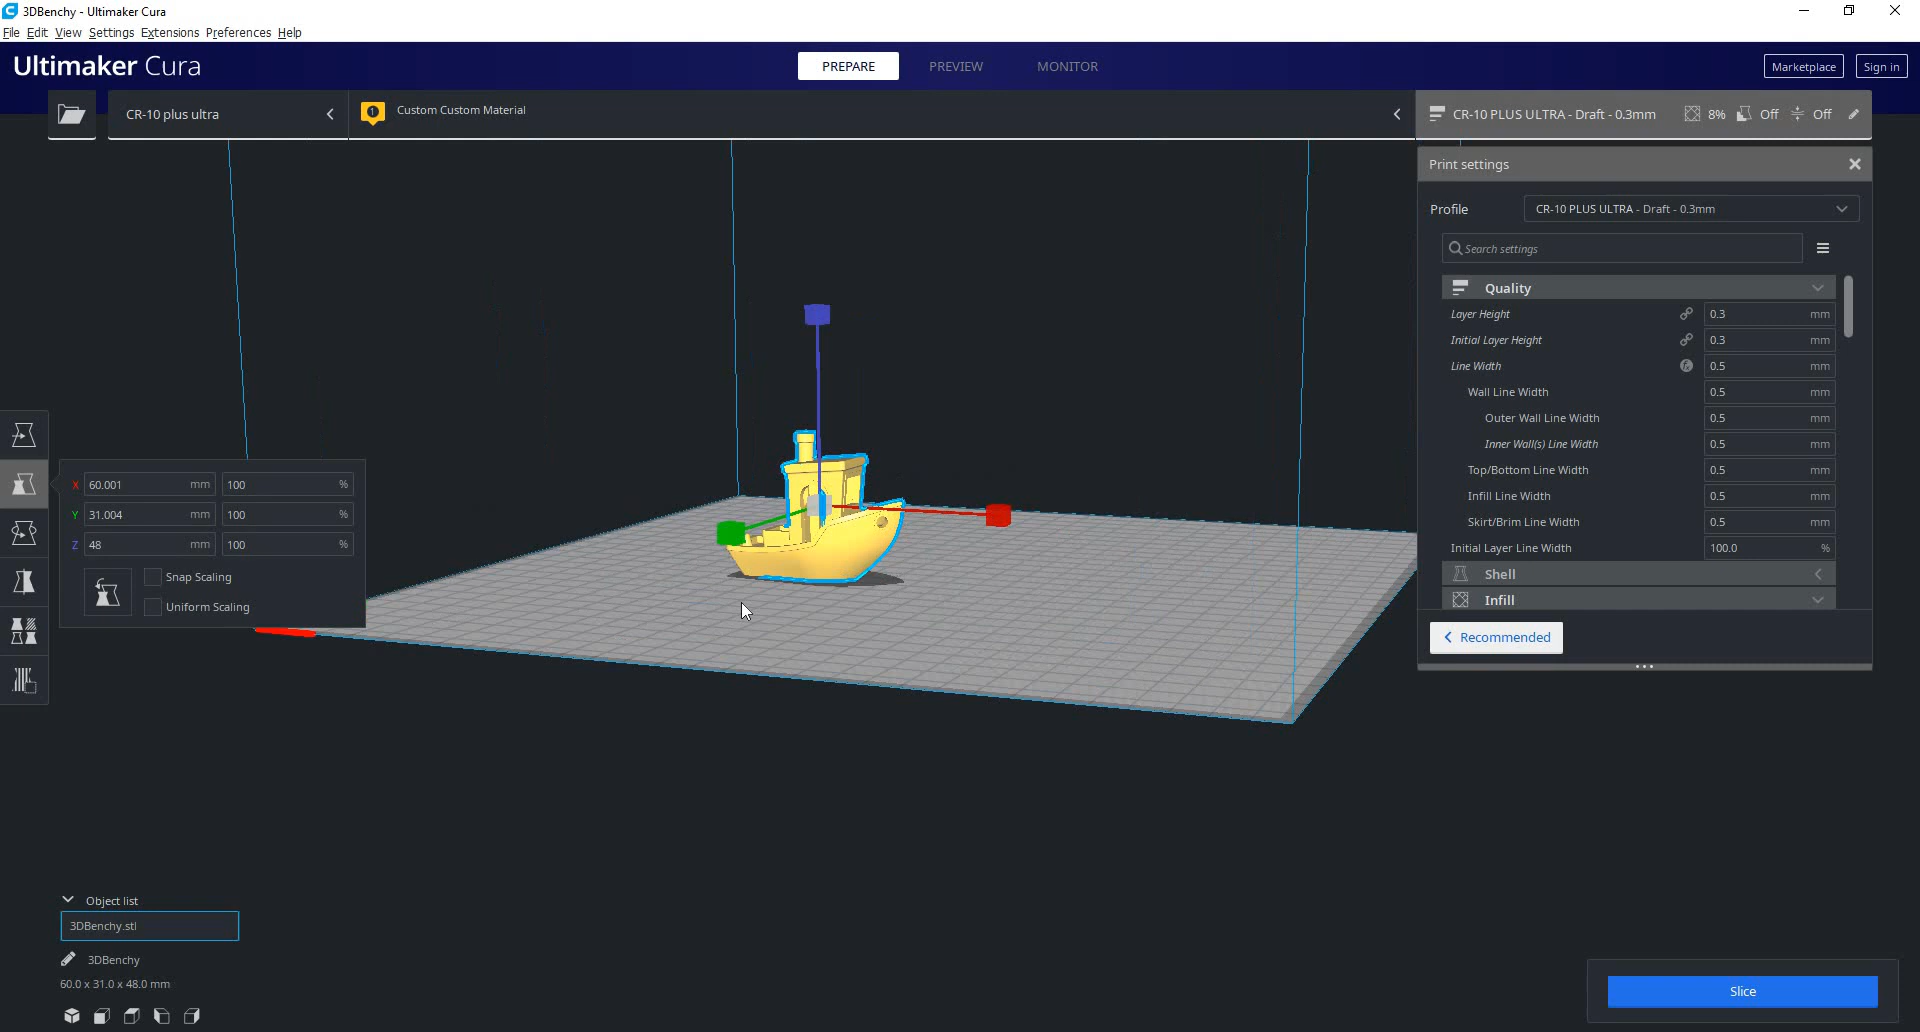 3DBenchy - Ultimaker Cura
File Edit View Settings Extensions Preferences Help
Ultimaker Cura
PREPARE PREVIEW MONITOR
Marketplace Sign in
CR-10 plus ultra
1 Custom Custom Material
CR-10 PLUS ULTRA - Draft - 0.3mm 8% Off Off
Print settings
Profile CR-10 PLUS ULTRA - Draft - 0.3mm
Search settings
Quality
Layer Height 0.3 mm
Initial Layer Height 0.3 mm
Line Width 0.5 mm
Wall Line Width 0.5 mm
Outer Wall Line Width 0.5 mm
Inner Wall(s) Line Width 0.5 mm
Top/Bottom Line Width 0.5 mm
Infill Line Width 0.5 mm
Skirt/Brim Line Width 0.5 mm
Initial Layer Line Width 100.0 %
Shell
Infill
Recommended
X 60.001 mm 100 %
Y 31.004 mm 100 %
Z 48 mm 100 %
Snap Scaling
Uniform Scaling
Object list
3DBenchy.stl
3DBenchy
60.0 x 31.0 x 48.0 mm
Slice